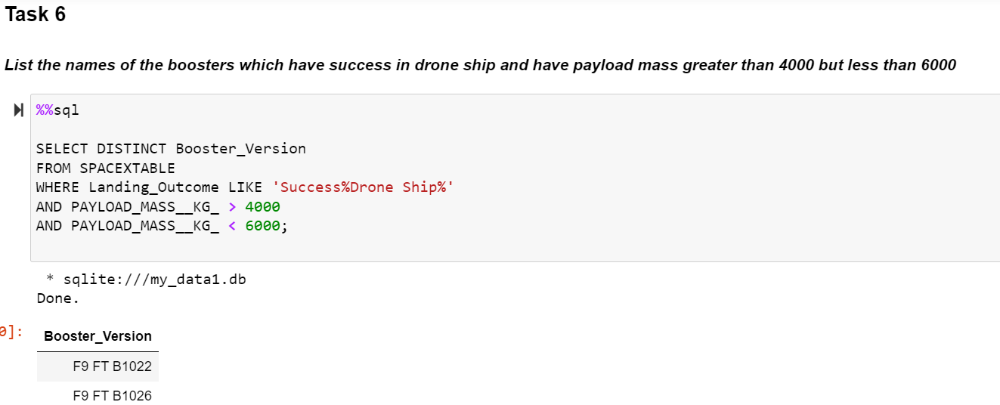 Task 6
List the names of the boosters which have success in drone ship and have payload mass greater than 4000 but less than 6000
%%sql
SELECT DISTINCT Booster_Version
FROM SPACEXTABLE
WHERE Landing_Outcome LIKE 'Success%Drone Ship%'
AND PAYLOAD_MASS__KG_ > 4000
AND PAYLOAD_MASS__KG_ < 6000;
* sqlite:///my_data1.db
Done.
0]:
Booster_Version
F9 FT B1022
F9 FT B1026